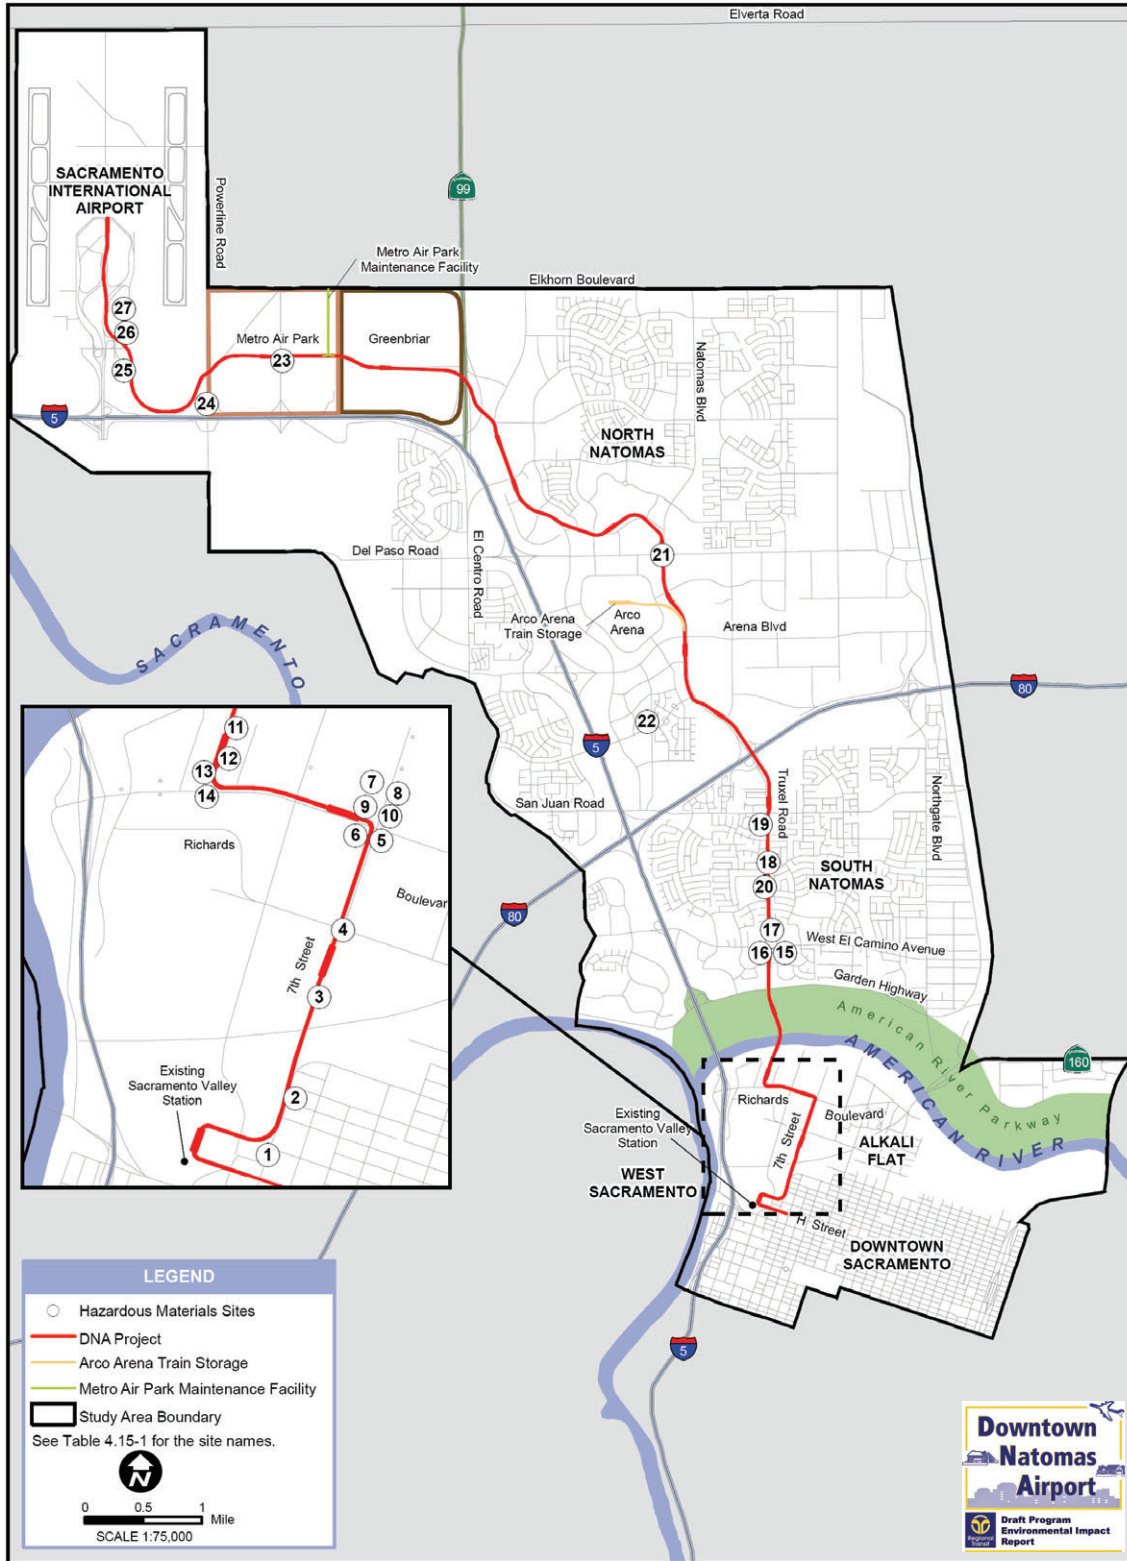 Elverta Road
SACRAMENTO
INTERNATIONAL
AIRPORT
Powerline Road
99
Metro Air Park
Maintenance Facility
Elkhorn Boulevard
27
26
25
24
Metro Air Park
23
Greenbriar
5
Natomas Blvd
NORTH
NATOMAS
El Centro Road
Del Paso Road
21
Arco Arena
Train Storage
Arco
Arena
Arena Blvd
SACRAMENTO
80
22
5
San Juan Road
Truxel Road
Northgate Blvd
19
18
20
SOUTH
NATOMAS
80
17
16
15
West El Camino Avenue
Garden Highway
American River Parkway
AMERICAN RIVER
160
Richards
Boulevard
7th Street
Existing
Sacramento Valley
Station
ALKALI
FLAT
WEST
SACRAMENTO
H Street
DOWNTOWN
SACRAMENTO
5
11
12
13
14
7
8
9
10
6
5
Richards
Boulevar
4
7th Street
3
Existing
Sacramento Valley
Station
2
1
LEGEND
Hazardous Materials Sites
DNA Project
Arco Arena Train Storage
Metro Air Park Maintenance Facility
Study Area Boundary
See Table 4.15-1 for the site names.
N
0 0.5 1
Mile
SCALE 1:75,000
Downtown
Natomas
Airport
Regional
Transit
Draft Program
Environmental Impact
Report